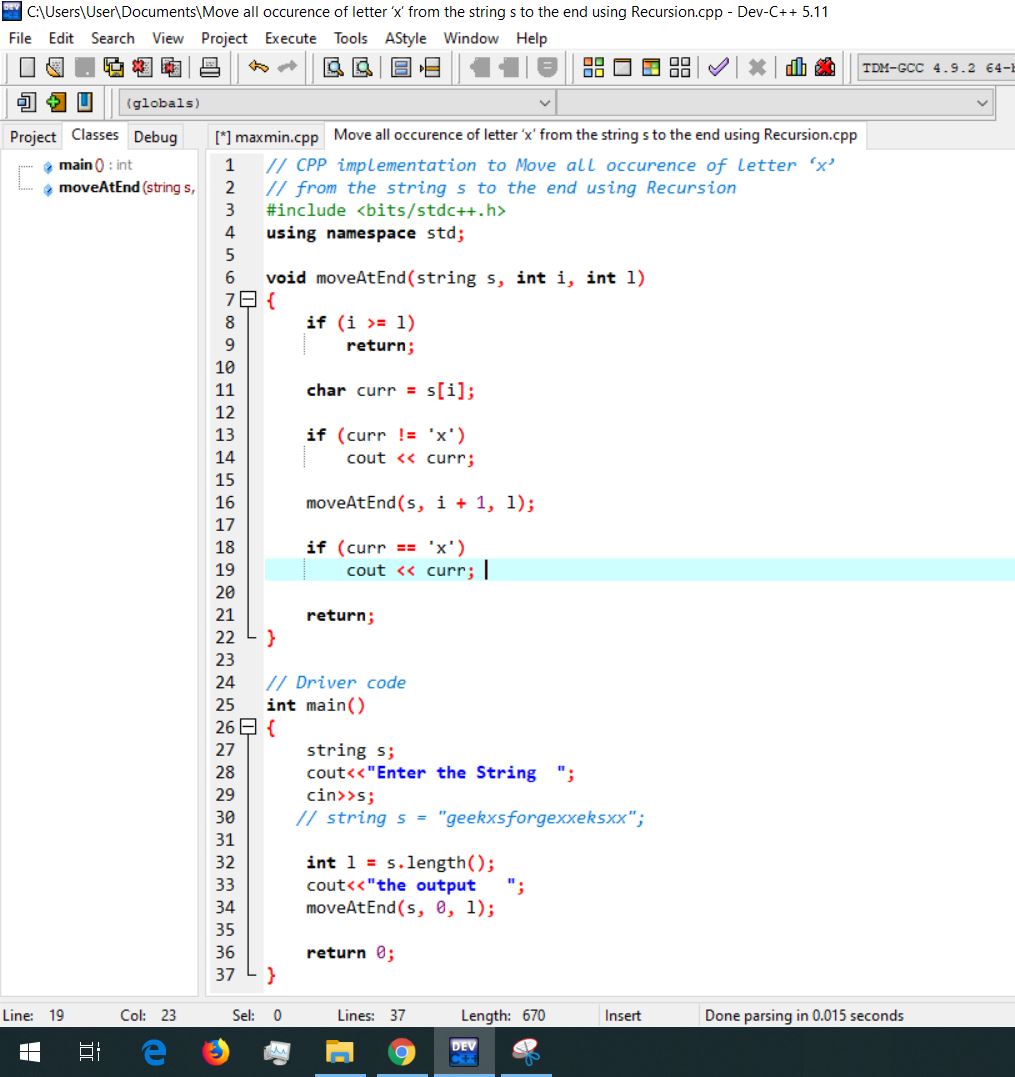 C:\Users\User\Documents\Move all occurence of letter ‘x’ from the string s to the end using Recursion.cpp - Dev-C++ 5.11
File Edit Search View Project Execute Tools AStyle Window Help
TDM-GCC 4.9.2 64-
(globals)
Project Classes Debug [*] maxmin.cpp Move all occurence of letter ‘x’ from the string s to the end using Recursion.cpp
main () : int
moveAtEnd (string s,
1 // CPP implementation to Move all occurence of letter ‘x’
2 // from the string s to the end using Recursion
3 #include <bits/stdc++.h>
4 using namespace std;
5
6 void moveAtEnd(string s, int i, int l)
7 {
8 if (i >= l)
9 return;
10
11 char curr = s[i];
12
13 if (curr != 'x')
14 cout << curr;
15
16 moveAtEnd(s, i + 1, l);
17
18 if (curr == 'x')
19 cout << curr;
20
21 return;
22 }
23
24 // Driver code
25 int main()
26 {
27 string s;
28 cout<<"Enter the String  ";
29 cin>>s;
30 // string s = "geekxsforgexxeksxx";
31
32 int l = s.length();
33 cout<<"the output   ";
34 moveAtEnd(s, 0, l);
35
36 return 0;
37 }
Line: 19 Col: 23 Sel: 0 Lines: 37 Length: 670 Insert Done parsing in 0.015 seconds
DEV C++